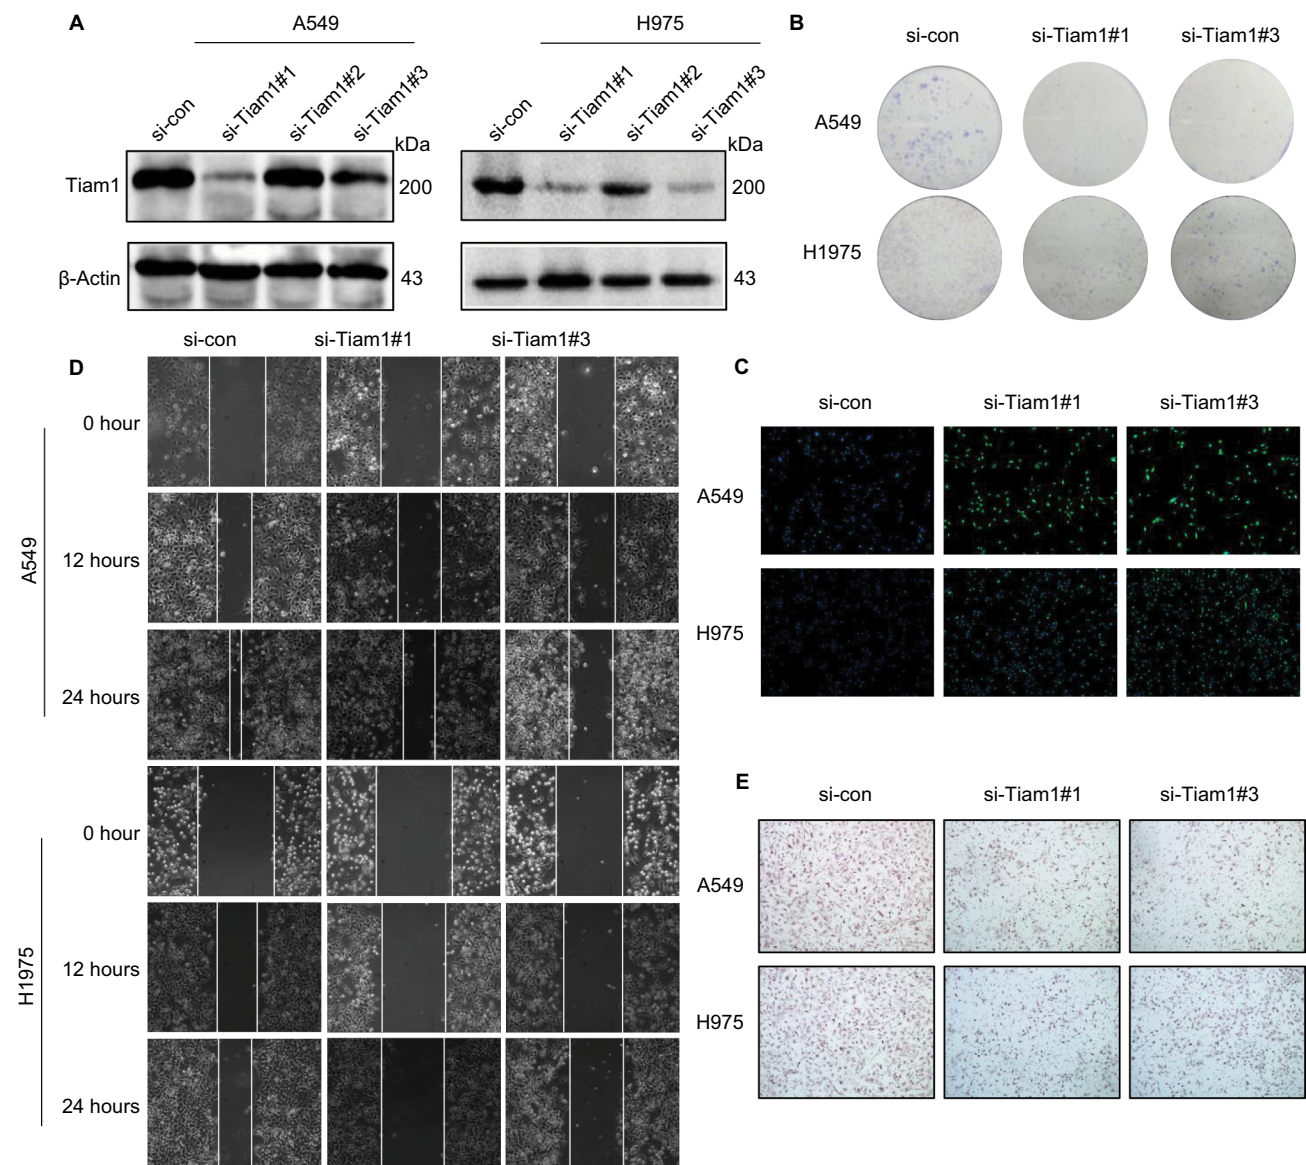 A
A549
H975
si-con
si-Tiam1#1
si-Tiam1#2
si-Tiam1#3
si-con
si-Tiam1#1
si-Tiam1#2
si-Tiam1#3
kDa
kDa
Tiam1
200
200
β-Actin
43
43
B
si-con
si-Tiam1#1
si-Tiam1#3
A549
H1975
D
si-con
si-Tiam1#1
si-Tiam1#3
A549
0 hour
12 hours
24 hours
H1975
0 hour
12 hours
24 hours
C
si-con
si-Tiam1#1
si-Tiam1#3
A549
H975
E
si-con
si-Tiam1#1
si-Tiam1#3
A549
H975